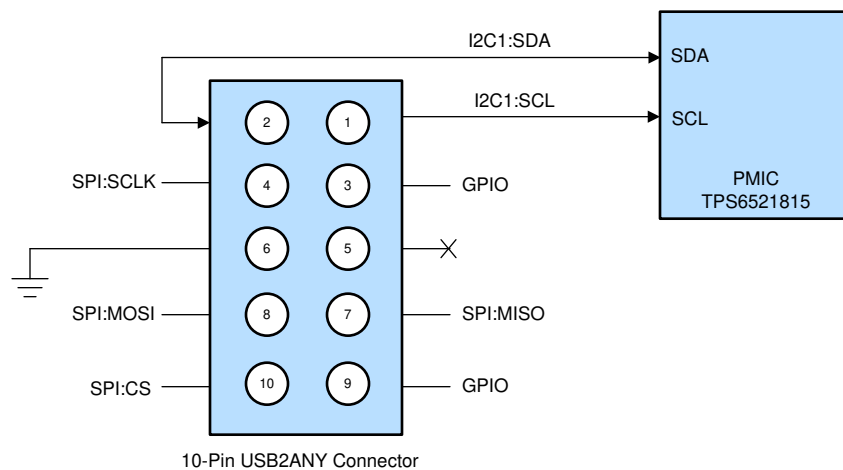 I2C1:SDA
SDA
I2C1:SCL
SCL
2
1
SPI:SCLK
4
3
GPIO
PMIC
TPS6521815
6
5
SPI:MOSI
8
7
SPI:MISO
SPI:CS
10
9
GPIO
10-Pin USB2ANY Connector